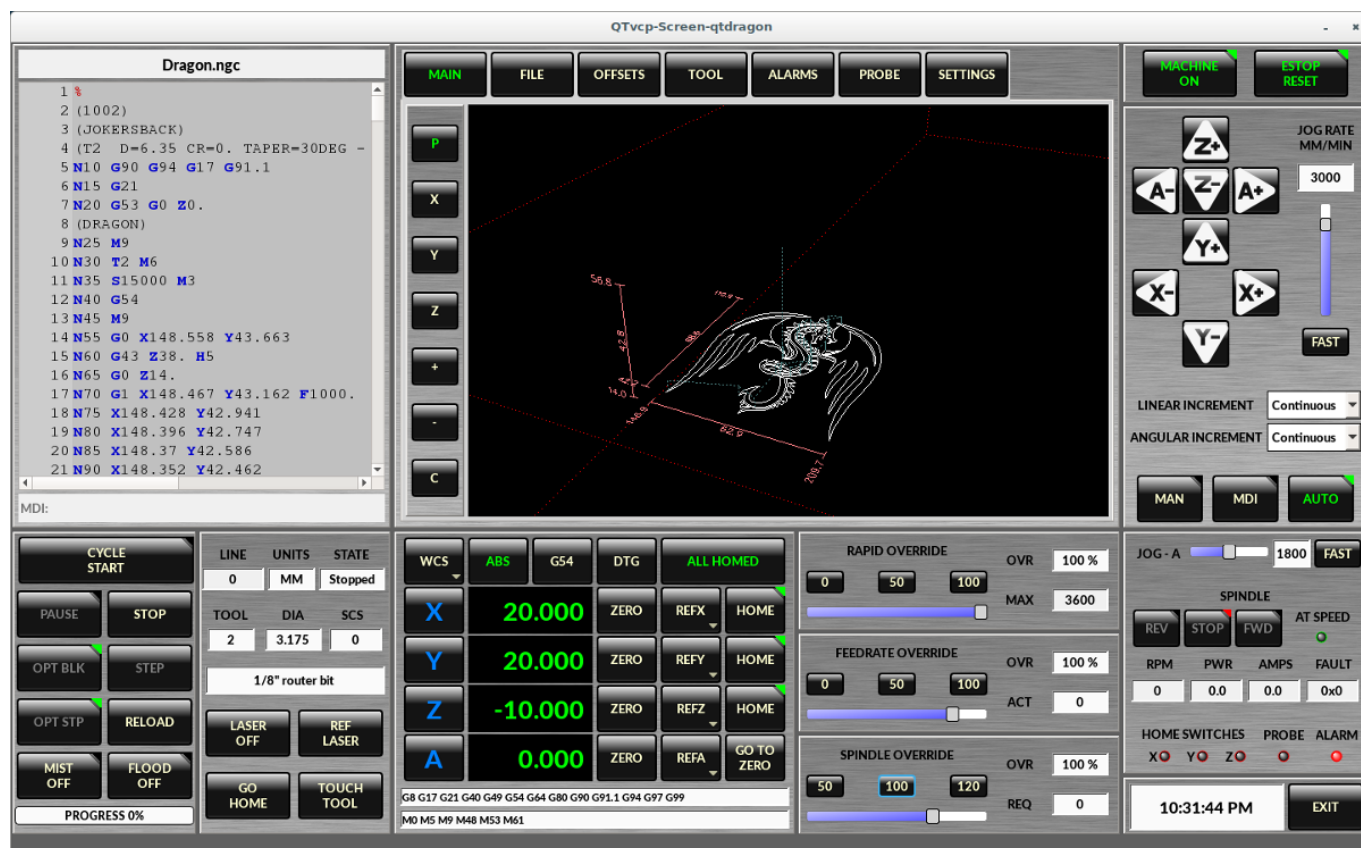 QTvcp-Screen-qtdragon
Dragon.ngc
1 %
2 (1002)
3 (JOKERSBACK)
4 (T2 D=6.35 CR=0. TAPER=30DEG -
5 N10 G90 G94 G17 G91.1
6 N15 G21
7 N20 G53 G0 Z0.
8 (DRAGON)
9 N25 M9
10 N30 T2 M6
11 N35 S15000 M3
12 N40 G54
13 N45 M9
14 N55 G0 X148.558 Y43.663
15 N60 G43 Z38. H5
16 N65 G0 Z14.
17 N70 G1 X148.467 Y43.162 F1000.
18 N75 X148.428 Y42.941
19 N80 X148.396 Y42.747
20 N85 X148.37 Y42.586
21 N90 X148.352 Y42.462
MDI:
MAIN FILE OFFSETS TOOL ALARMS PROBE SETTINGS
P
X
Y
Z
+
-
C
56.8
42.8
14.0
62.9
209.7
MACHINE ON
ESTOP RESET
Z+
A- Z- A+
Y+
X- X+
Y-
JOG RATE
MM/MIN
3000
FAST
LINEAR INCREMENT Continuous
ANGULAR INCREMENT Continuous
MAN MDI AUTO
CYCLE START
PAUSE STOP
OPT BLK STEP
OPT STP RELOAD
MIST OFF
FLOOD OFF
PROGRESS 0%
LINE UNITS STATE
0 MM Stopped
TOOL DIA SCS
2 3.175 0
1/8" router bit
LASER OFF
REF LASER
GO HOME
TOUCH TOOL
WCS ABS G54 DTG ALL HOMED
X 20.000 ZERO REFX HOME
Y 20.000 ZERO REFY HOME
Z -10.000 ZERO REFZ HOME
A 0.000 ZERO REFA GO TO ZERO
G8 G17 G21 G40 G49 G54 G64 G80 G90 G91.1 G94 G97 G99
M0 M5 M9 M48 M53 M61
RAPID OVERRIDE
0 50 100
OVR 100 %
MAX 3600
FEEDRATE OVERRIDE
0 50 100
OVR 100 %
ACT 0
SPINDLE OVERRIDE
50 100 120
OVR 100 %
REQ 0
JOG - A 1800 FAST
SPINDLE
REV STOP FWD AT SPEED
RPM PWR AMPS FAULT
0 0.0 0.0 0x0
HOME SWITCHES PROBE ALARM
X Y Z
10:31:44 PM EXIT